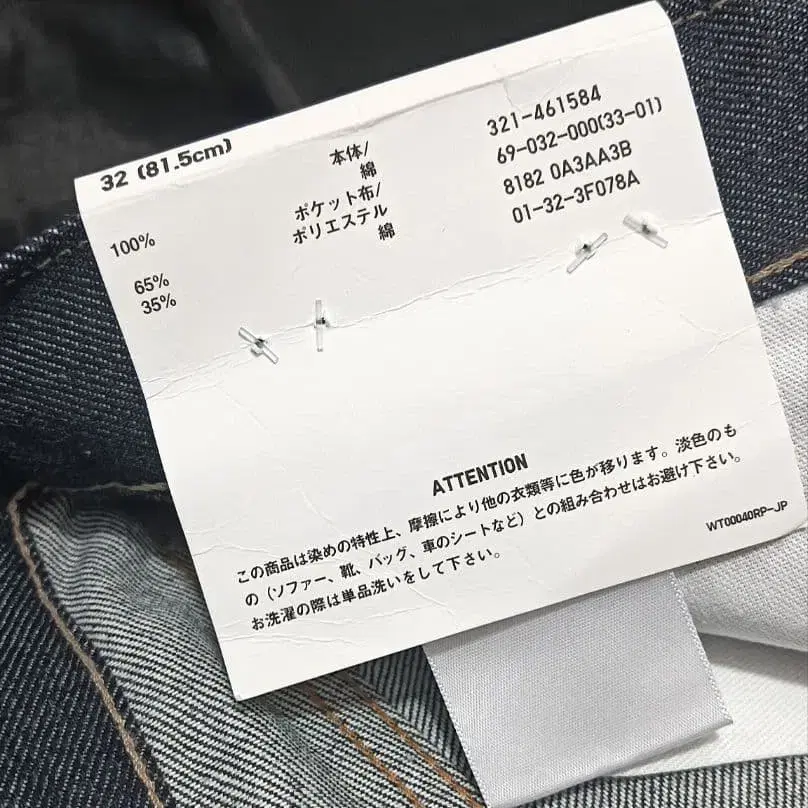 32 (81.5cm)
本体/
綿
100%
ポケット布/
ポリエステル
65%
綿
35%
321-461584
69-032-000(33-01)
8182 0A3AA3B
01-32-3F078A
ATTENTION
この商品は染めの特性上、摩擦により他の衣類等に色が移ります。淡色のも
の（ソファー、靴、バッグ、車のシートなど）との組み合わせはお避け下さい。
お洗濯の際は単品洗いをして下さい。
WT00040RP-JP